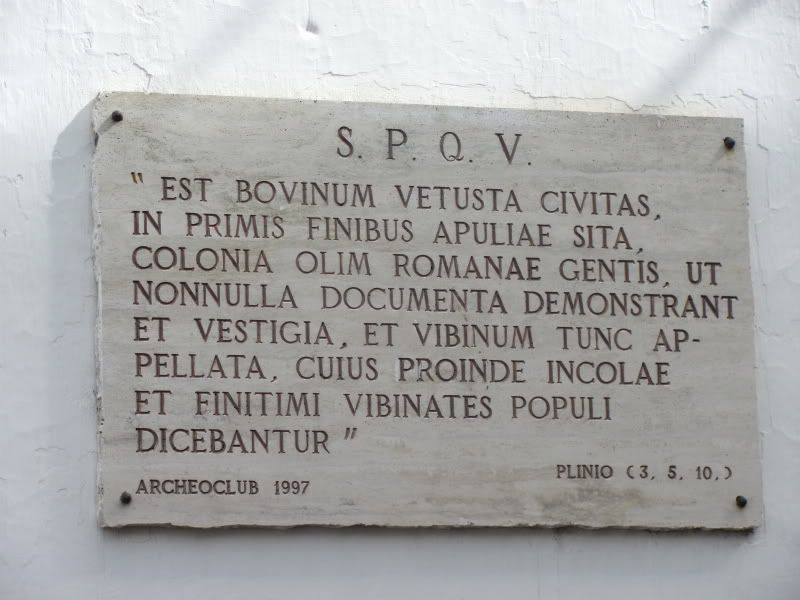 S. P. Q. V.
" EST BOVINUM VETUSTA CIVITAS,
IN PRIMIS FINIBUS APULIAE SITA,
COLONIA OLIM ROMANAE GENTIS, UT
NONNULLA DOCUMENTA DEMONSTRANT
ET VESTIGIA, ET VIBINUM TUNC AP-
PELLATA, CUIUS PROINDE INCOLAE
ET FINITIMI VIBINATES POPULI
DICEBANTUR "
PLINIO (3, 5, 10,)
ARCHEOCLUB 1997